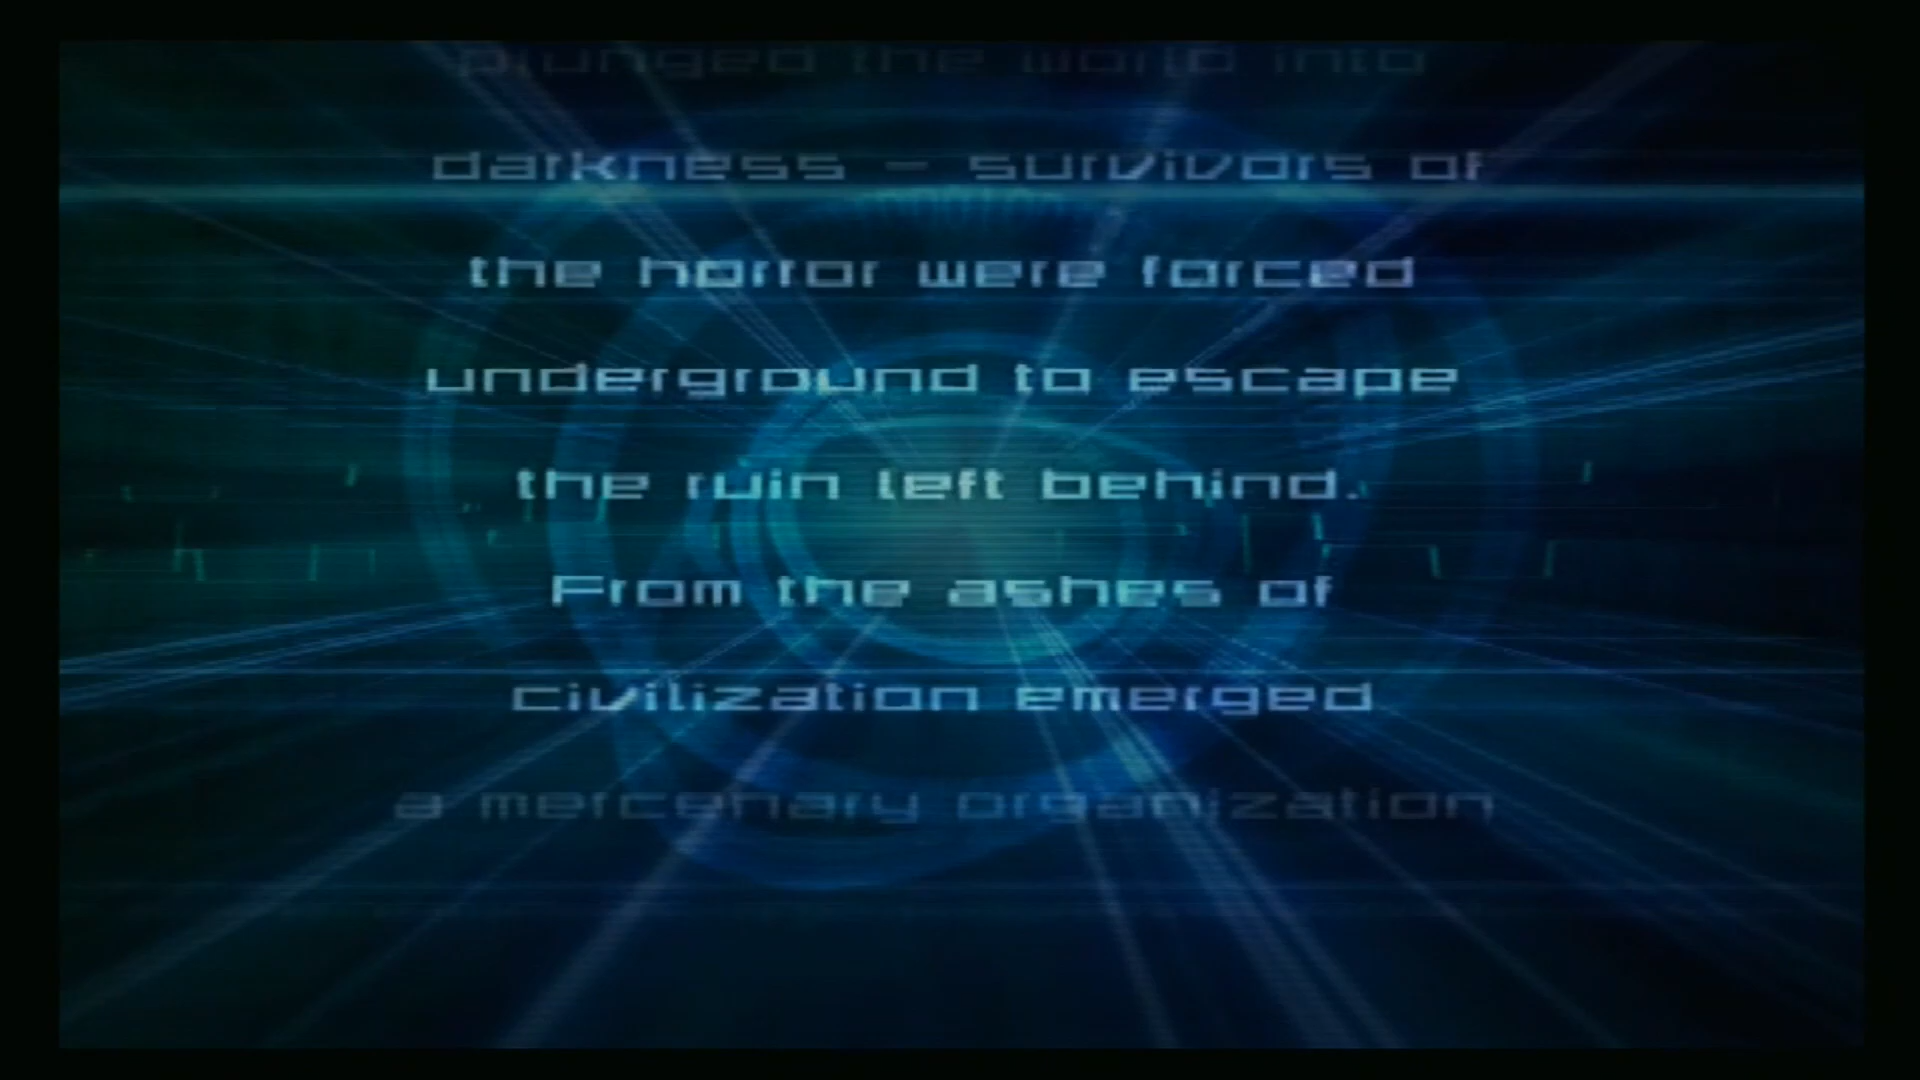 plunged the world into
darkness - survivors of
the horror were forced
underground to escape
the ruin left behind.
From the ashes of
civilization emerged
a mercenary organization